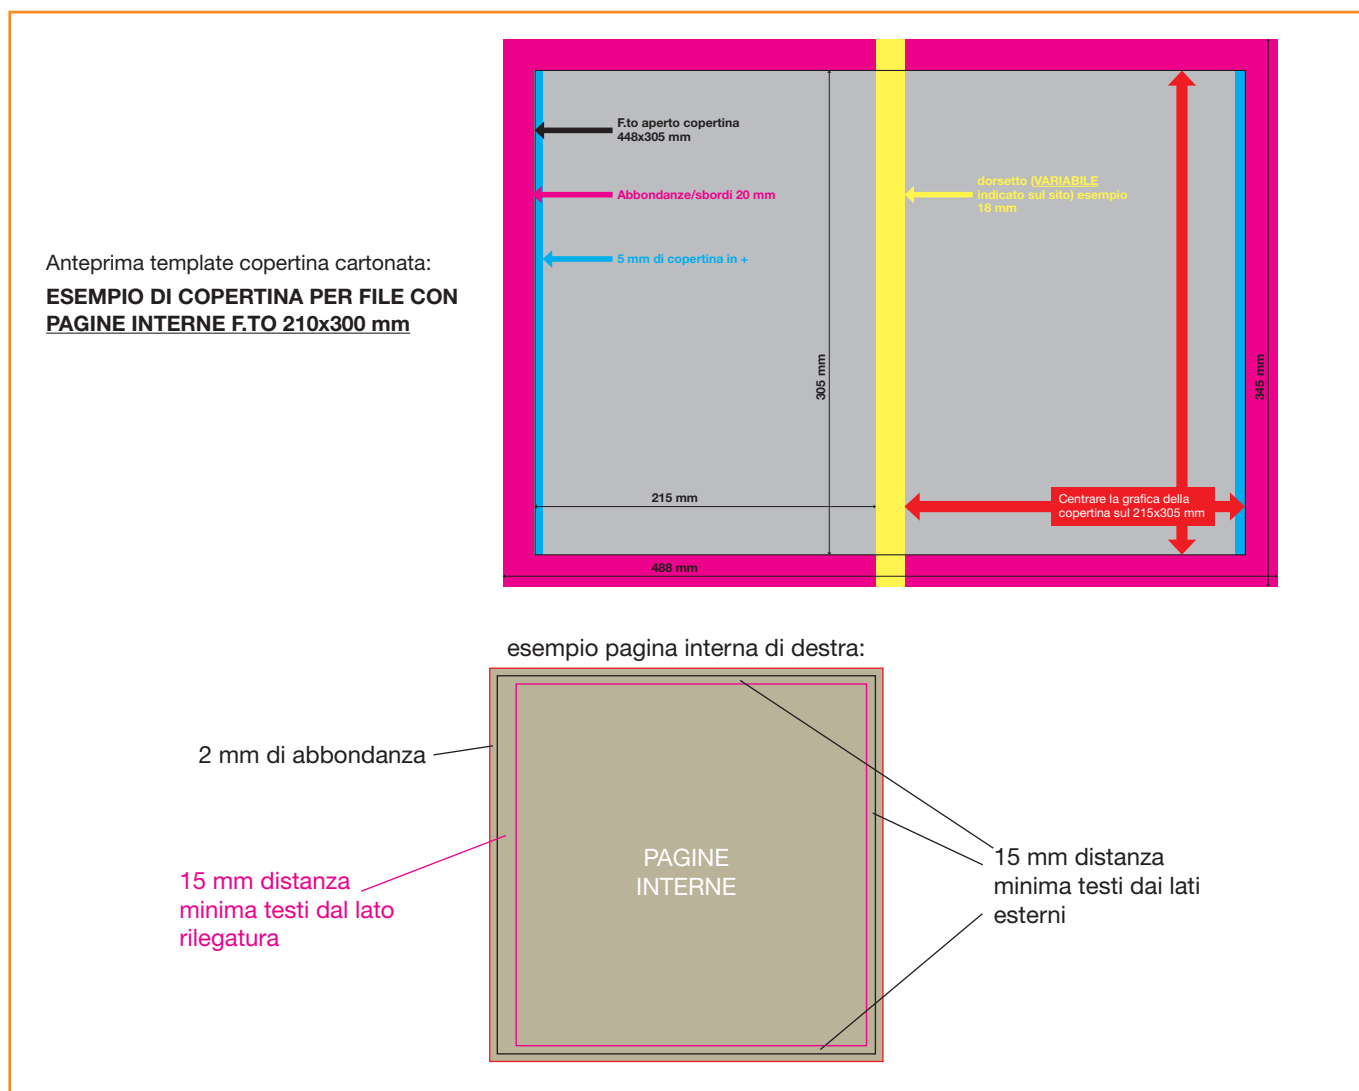 F.to aperto copertina
448x305 mm
Abbondanze/sbordi 20 mm
5 mm di copertina in +
dorsetto (VARIABILE
indicato sul sito) esempio
18 mm
Anteprima template copertina cartonata:
ESEMPIO DI COPERTINA PER FILE CON
PAGINE INTERNE F.TO 210x300 mm
305 mm
345 mm
215 mm
Centrare la grafica della
copertina sul 215x305 mm
488 mm
esempio pagina interna di destra:
2 mm di abbondanza
15 mm distanza
minima testi dal lato
rilegatura
PAGINE
INTERNE
15 mm distanza
minima testi dai lati
esterni